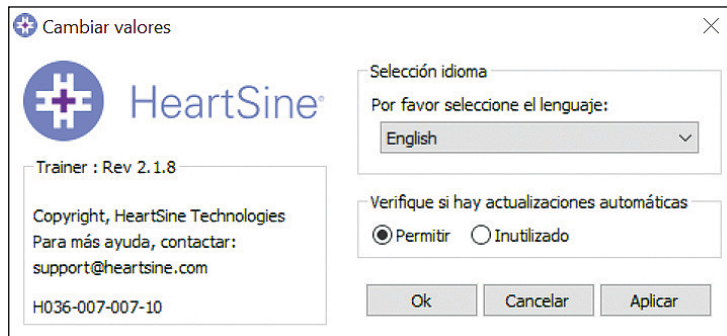 Cambiar valores
HeartSine®
Trainer : Rev 2.1.8
Copyright, HeartSine Technologies
Para más ayuda, contactar:
support@heartsine.com
H036-007-007-10
Selección idioma
Por favor seleccione el lenguaje:
English
Verifique si hay actualizaciones automáticas
Permitir Inutilizado
Ok Cancelar Aplicar